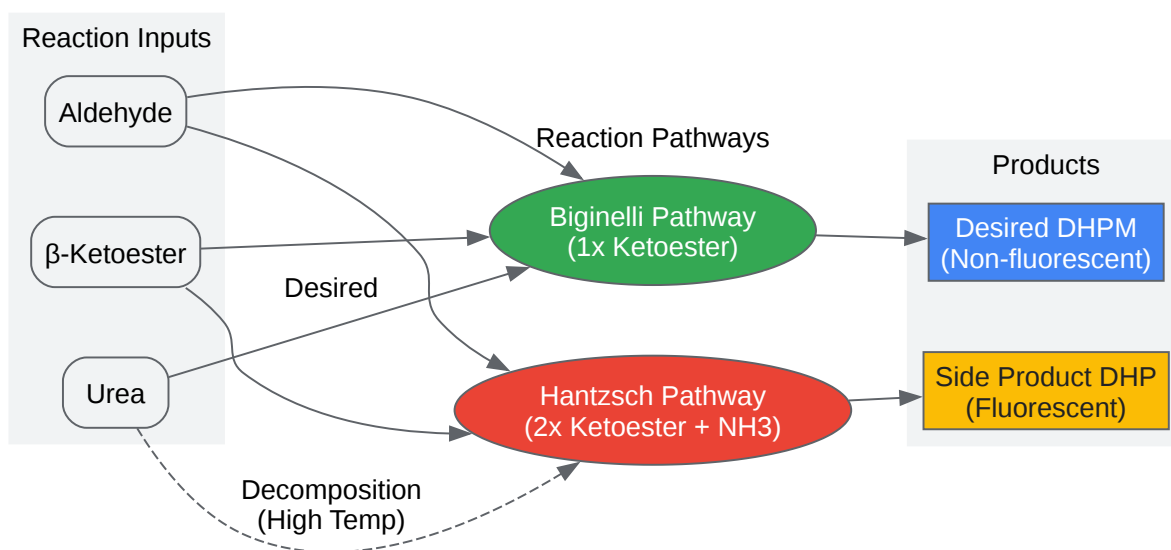 Reaction Inputs
Aldehyde
β-Ketoester
Urea
Reaction Pathways
Biginelli Pathway
(1x Ketoester)
Desired
Hantzsch Pathway
(2x Ketoester + NH3)
Decomposition
(High Temp)
Products
Desired DHPM
(Non-fluorescent)
Side Product DHP
(Fluorescent)